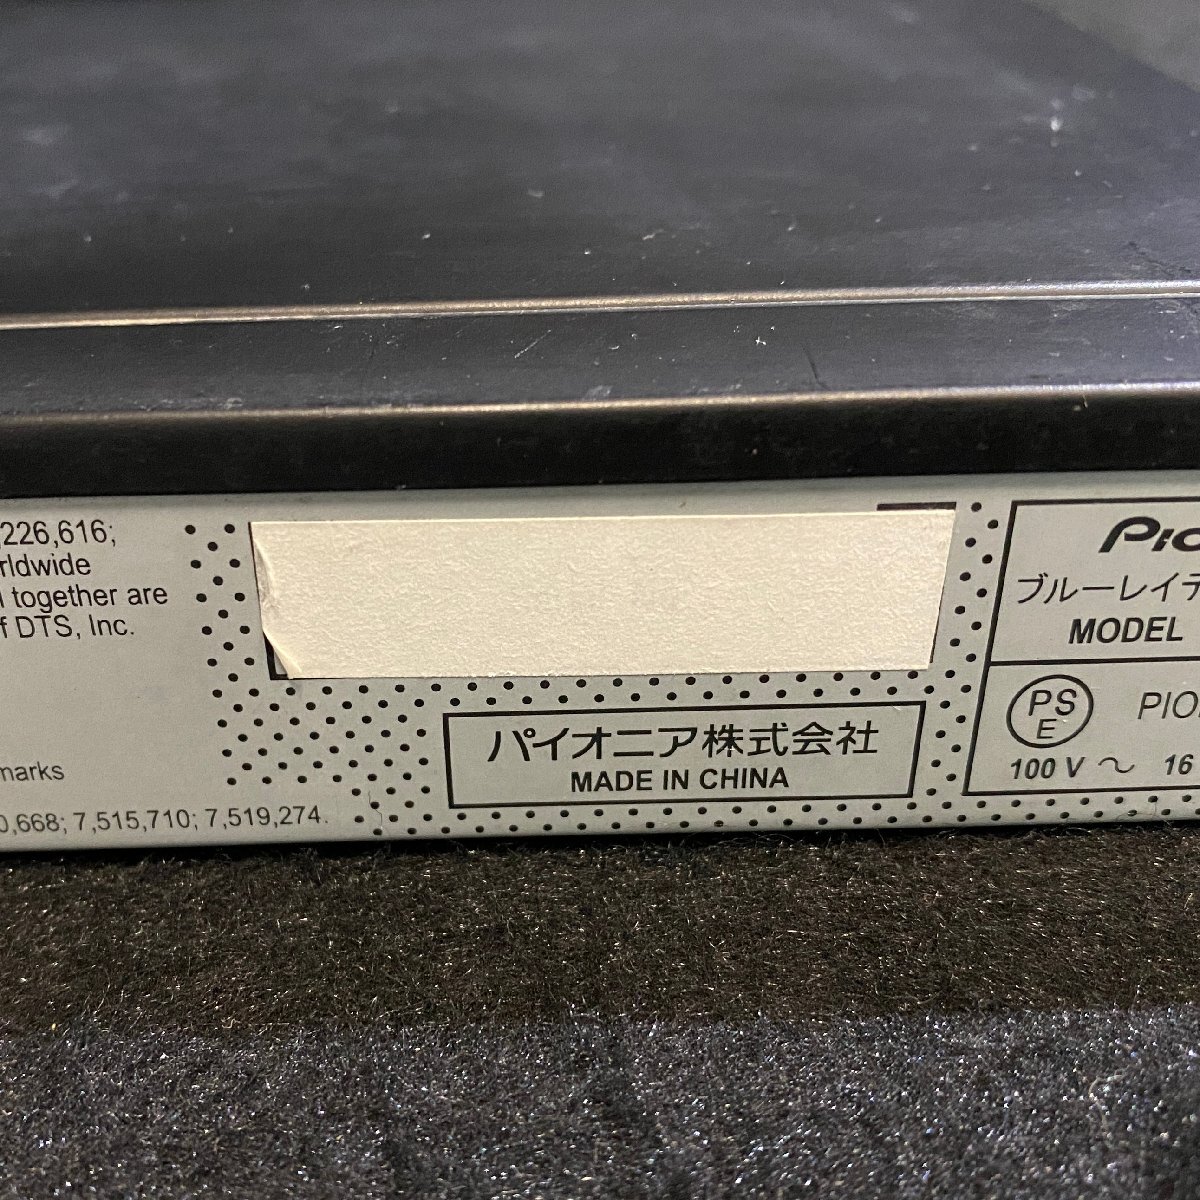 ,226,616;
rldwide
together are
f DTS, Inc.
marks
0,668; 7,515,710; 7,519,274.
パイオニア株式会社
MADE IN CHINA
Pio
ブルーレイデ
MODEL
PS
E
PIO
100 V ～ 16